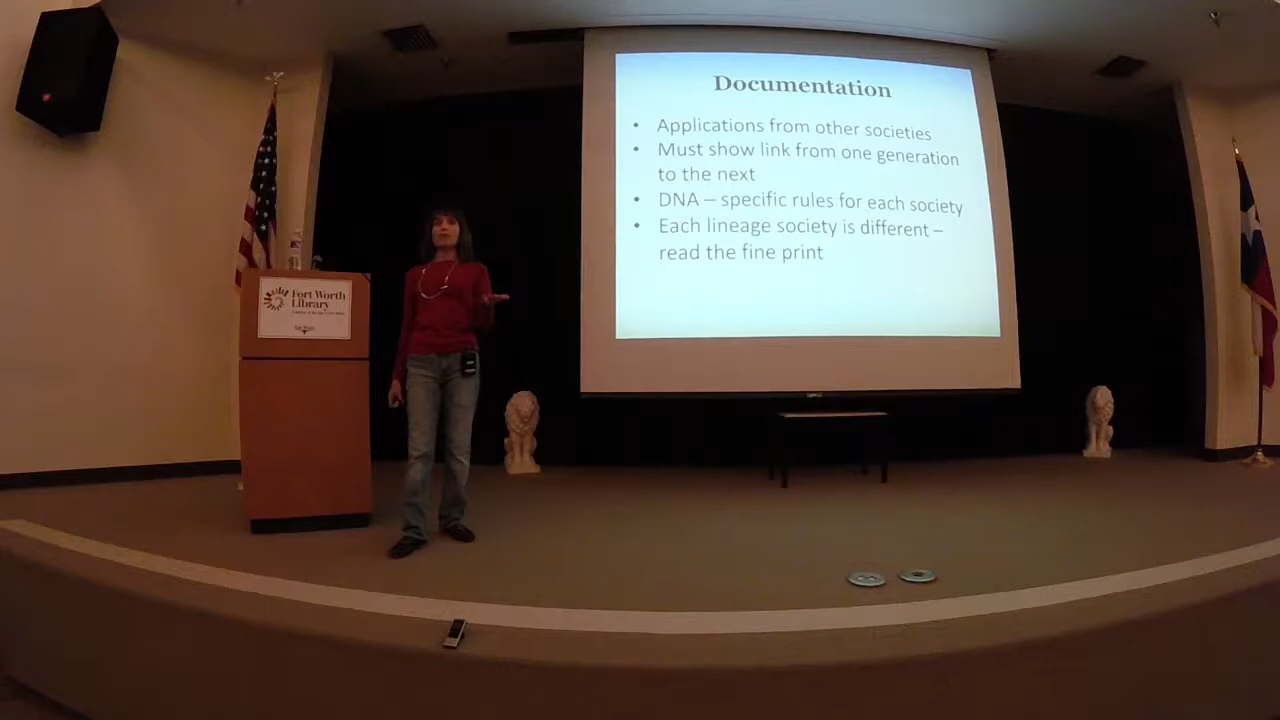 Documentation
• Applications from other societies
• Must show link from one generation
to the next
• DNA – specific rules for each society
• Each lineage society is different –
read the fine print
Fort Worth
Library